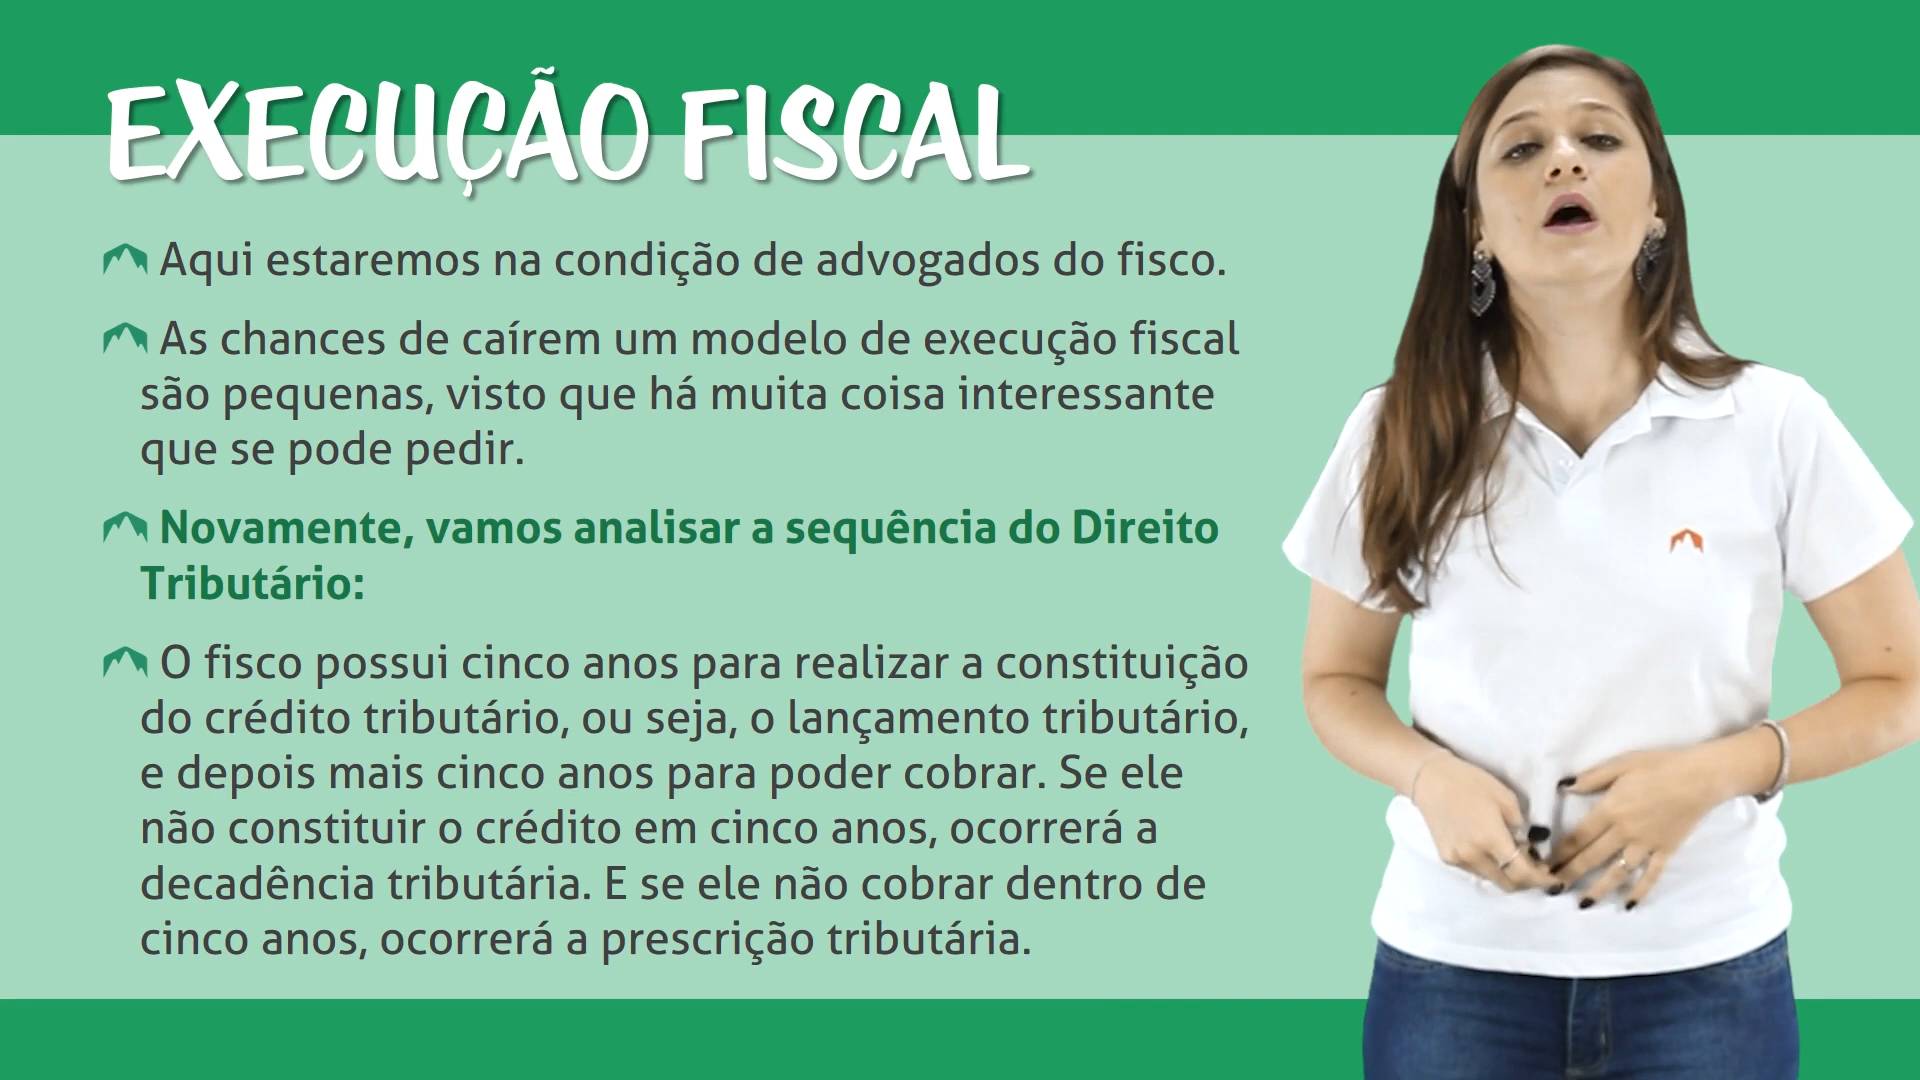 EXECUÇÃO FISCAL
Aqui estaremos na condição de advogados do fisco.
As chances de caírem um modelo de execução fiscal
são pequenas, visto que há muita coisa interessante
que se pode pedir.
Novamente, vamos analisar a sequência do Direito
Tributário:
O fisco possui cinco anos para realizar a constituição
do crédito tributário, ou seja, o lançamento tributário,
e depois mais cinco anos para poder cobrar. Se ele
não constituir o crédito em cinco anos, ocorrerá a
decadência tributária. E se ele não cobrar dentro de
cinco anos, ocorrerá a prescrição tributária.